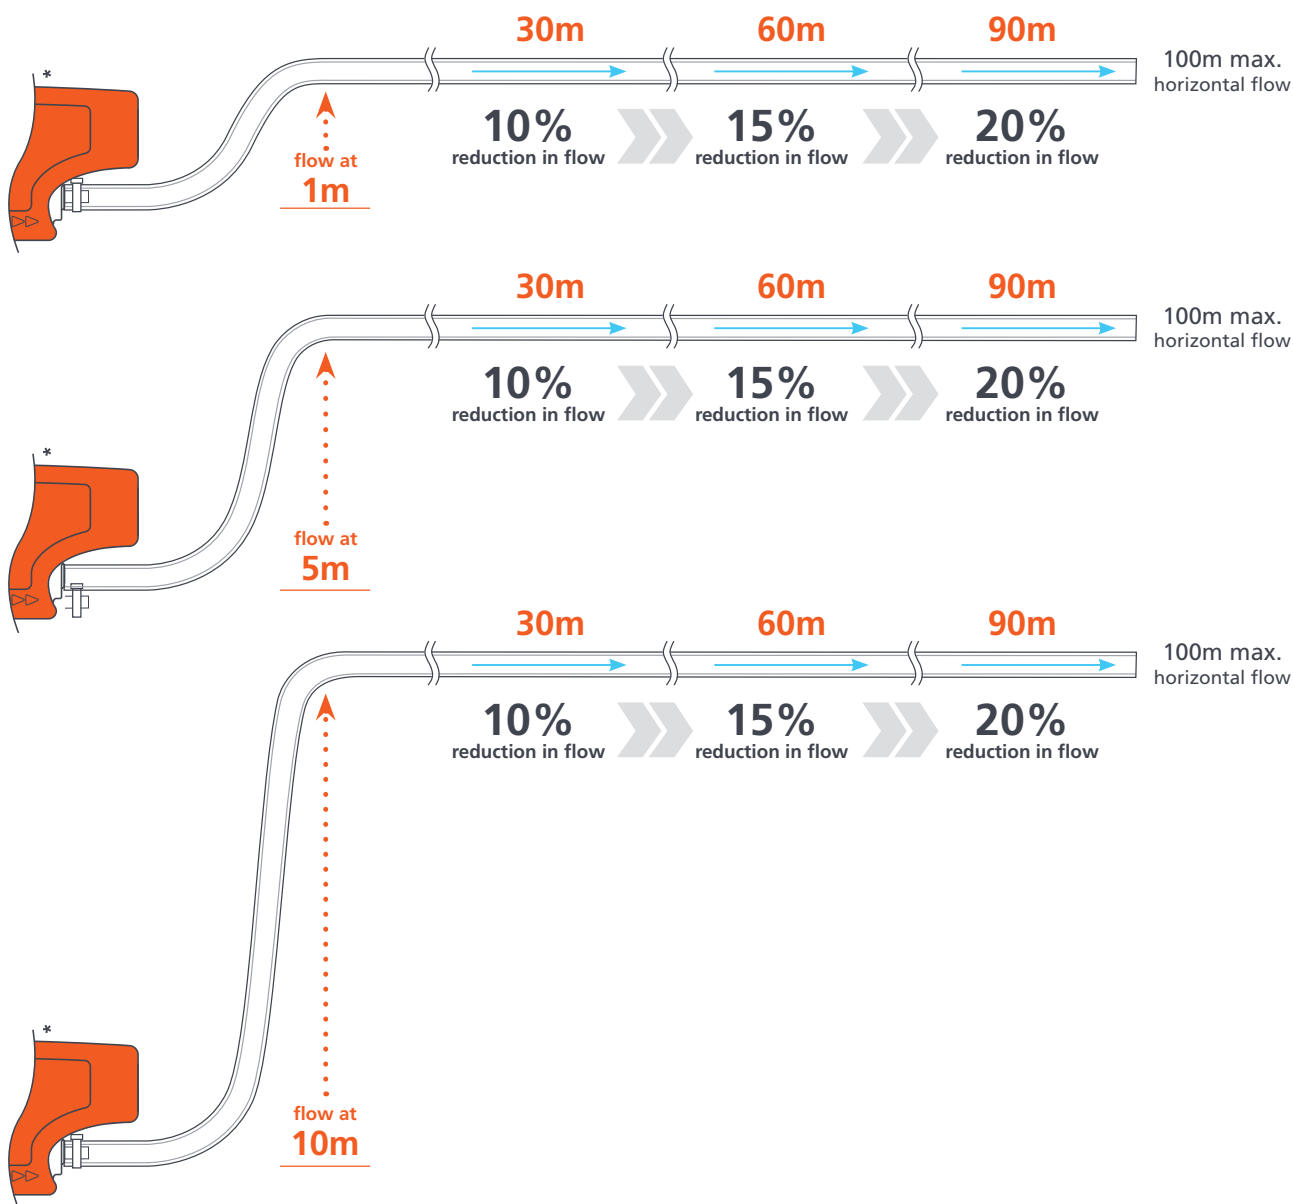 30m 60m 90m
100m max.
horizontal flow
*
10% 15% 20%
reduction in flow reduction in flow reduction in flow
flow at
1m
30m 60m 90m
100m max.
horizontal flow
10% 15% 20%
reduction in flow reduction in flow reduction in flow
*
flow at
5m
30m 60m 90m
100m max.
horizontal flow
10% 15% 20%
reduction in flow reduction in flow reduction in flow
*
flow at
10m